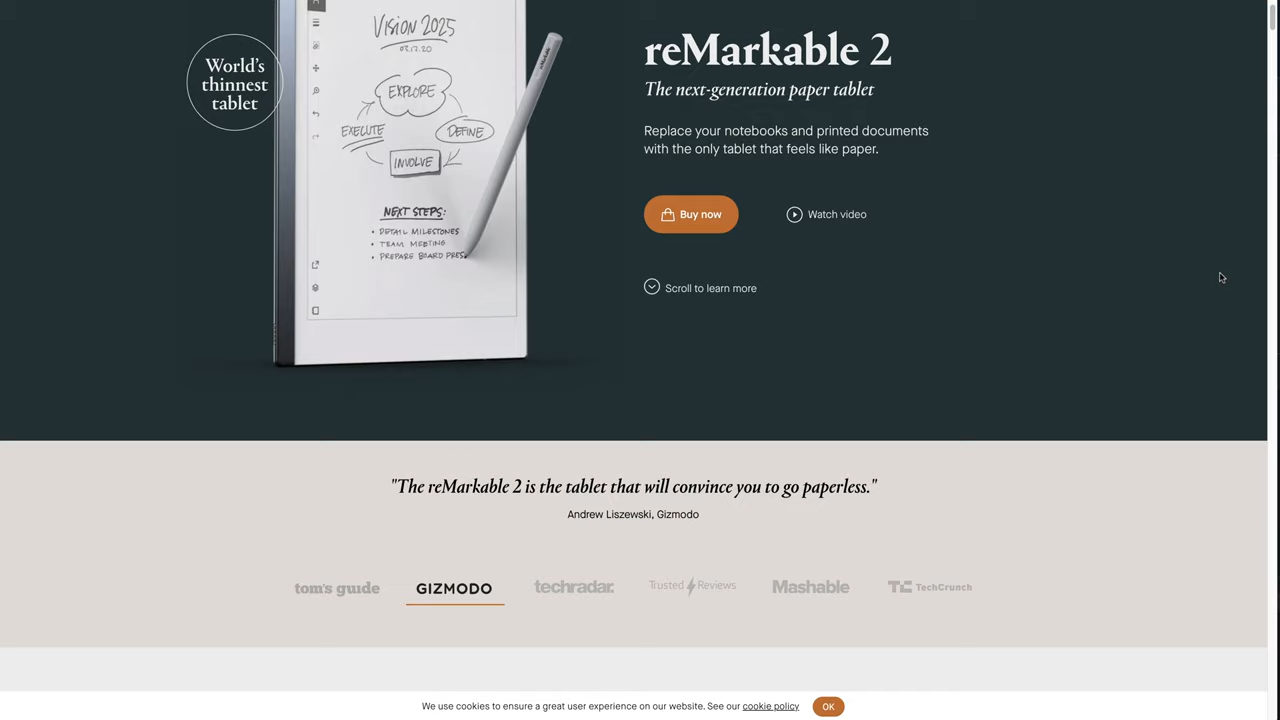 World's
thinnest
tablet
VISION 2025
03.17.20
EXPLORE
EXECUTE
DEFINE
INVOLVE
NEXT STEPS:
• DETAIL MILESTONES
• TEAM MEETING
• PREPARE BOARD PRES
reMarkable
reMarkable 2
The next-generation paper tablet
Replace your notebooks and printed documents
with the only tablet that feels like paper.
Buy now
Watch video
Scroll to learn more
"The reMarkable 2 is the tablet that will convince you to go paperless."
Andrew Liszewski, Gizmodo
tom's guide
GIZMODO
techradar.
Trusted Reviews
Mashable
TC TechCrunch
We use cookies to ensure a great user experience on our website. See our cookie policy
OK